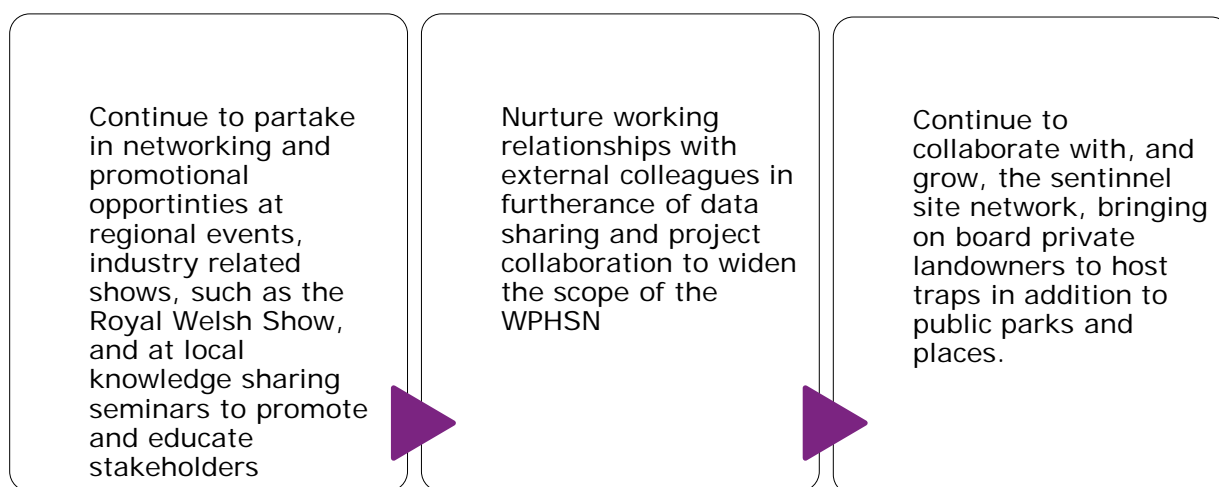 Continue to partake
in networking and
promotional
opportinties at
regional events,
industry related
shows, such as the
Royal Welsh Show,
and at local
knowledge sharing
seminars to promote
and educate
stakeholders
Nurture working
relationships with
external colleagues in
furtherance of data
sharing and project
collaboration to widen
the scope of the
WPHSN
Continue to
collaborate with, and
grow, the sentinnel
site network, bringing
on board private
landowners to host
traps in addition to
public parks and
places.